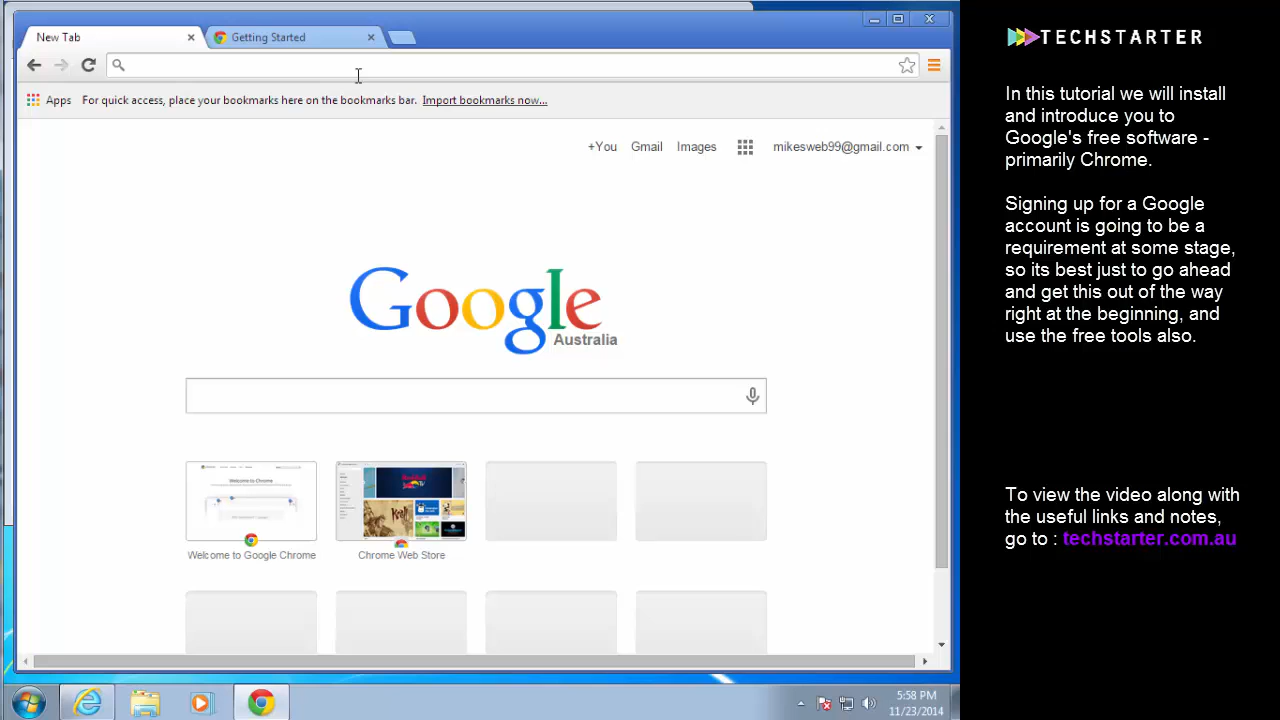 New Tab
Getting Started
Apps
For quick access, place your bookmarks here on the bookmarks bar. Import bookmarks now...
+You
Gmail
Images
mikesweb99@gmail.com
Google
Australia
Welcome to Google Chrome
Chrome Web Store
5:58 PM
11/23/2014
TECHSTARTER
In this tutorial we will install
and introduce you to
Google's free software -
primarily Chrome.
Signing up for a Google
account is going to be a
requirement at some stage,
so its best just to go ahead
and get this out of the way
right at the beginning, and
use the free tools also.
To view the video along with
the useful links and notes,
go to : techstarter.com.au